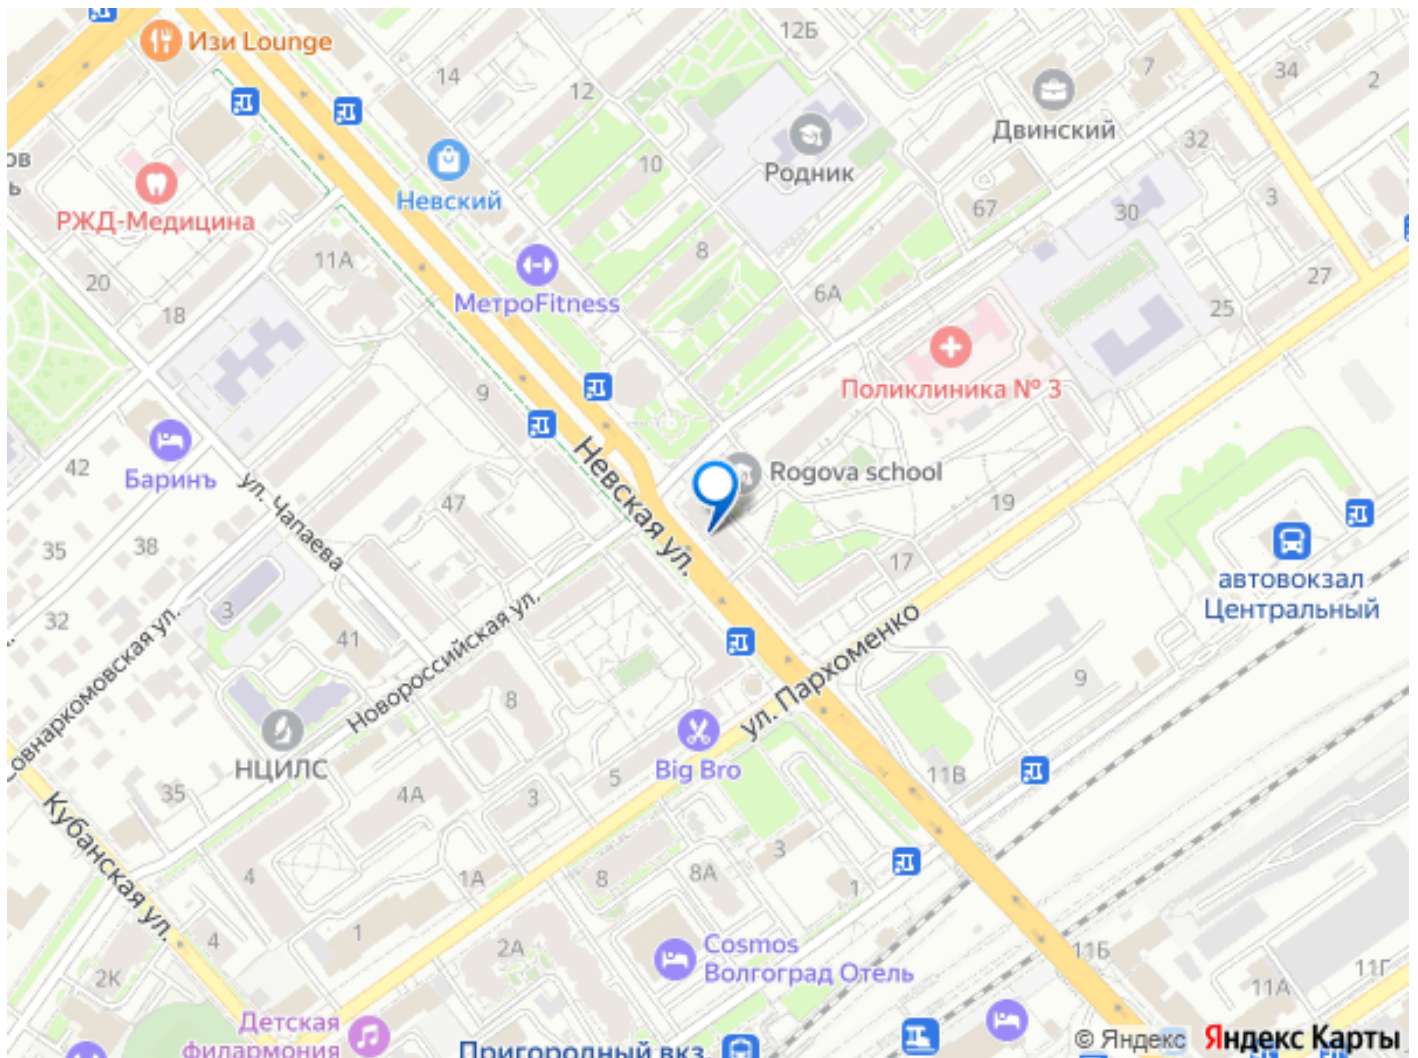 Изи Lounge
12Б
14
12
7
34
2
Двинский
ов
ь
Родник
10
32
Невский
РЖД-Медицина
67
30
3
11А
8
МетроFitness
20
18
6А
27
25
Поликлиника № 3
9
42
Баринъ
ул. Чапаева
47
Невская ул.
Rogova school
19
35
38
17
автовокзал
Центральный
32
3
41
Новороссийская ул.
8
ул. Пархоменко
9
Big Bro
НЦИЛС
35
4А
5
3
11В
Кубанская ул.
4
1А
8
8А
3
1
4
1
2А
2К
Cosmos
Волгоград Отель
11Б
11Г
11А
Детская
филармония
Пригородный вкз.
© Яндекс Яндекс Карты